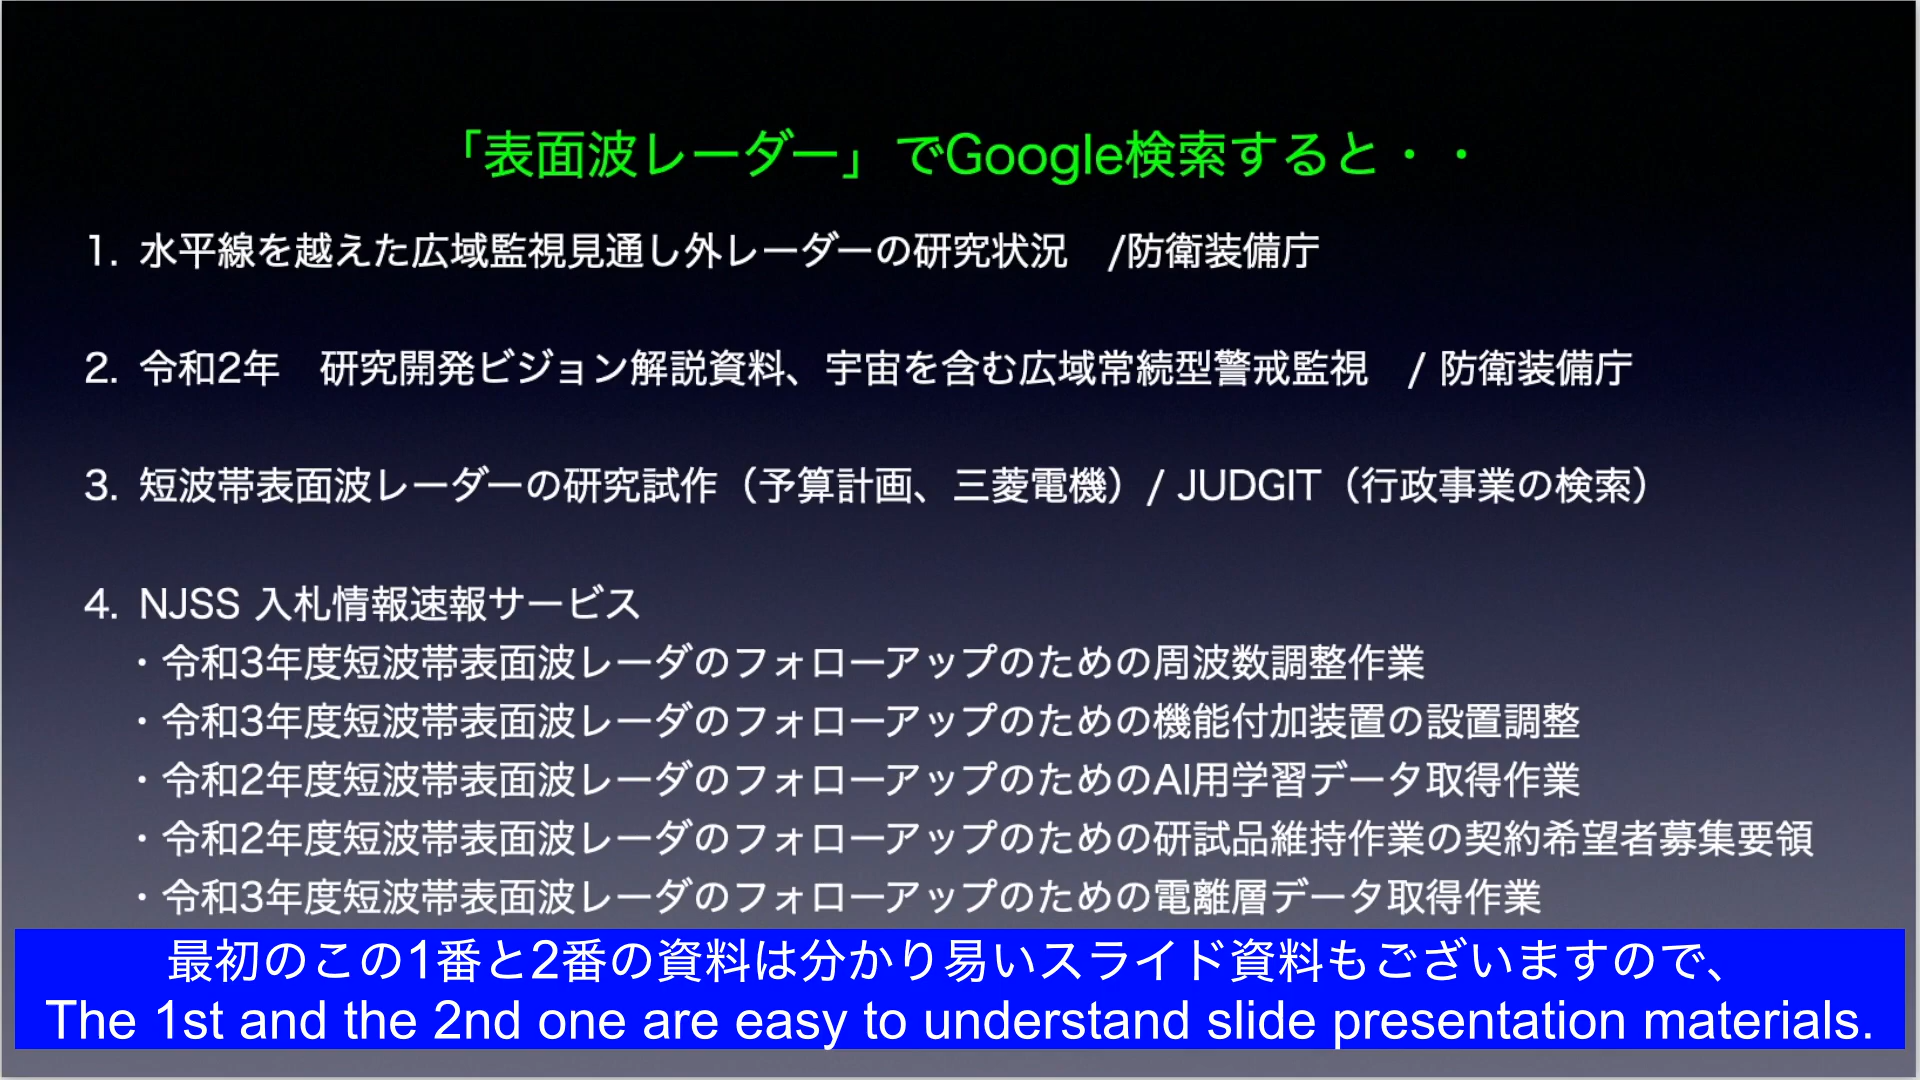 「表面波レーダー」でGoogle検索すると・・
1. 水平線を越えた広域監視見通し外レーダーの研究状況　/防衛装備庁
2. 令和2年　研究開発ビジョン解説資料、宇宙を含む広域常続型警戒監視　/ 防衛装備庁
3. 短波帯表面波レーダーの研究試作（予算計画、三菱電機）/ JUDGIT（行政事業の検索）
4. NJSS 入札情報速報サービス
・令和3年度短波帯表面波レーダのフォローアップのための周波数調整作業
・令和3年度短波帯表面波レーダのフォローアップのための機能付加装置の設置調整
・令和2年度短波帯表面波レーダのフォローアップのためのAI用学習データ取得作業
・令和2年度短波帯表面波レーダのフォローアップのための研試品維持作業の契約希望者募集要領
・令和3年度短波帯表面波レーダのフォローアップのための電離層データ取得作業
最初のこの1番と2番の資料は分かり易いスライド資料もございますので、
The 1st and the 2nd one are easy to understand slide presentation materials.